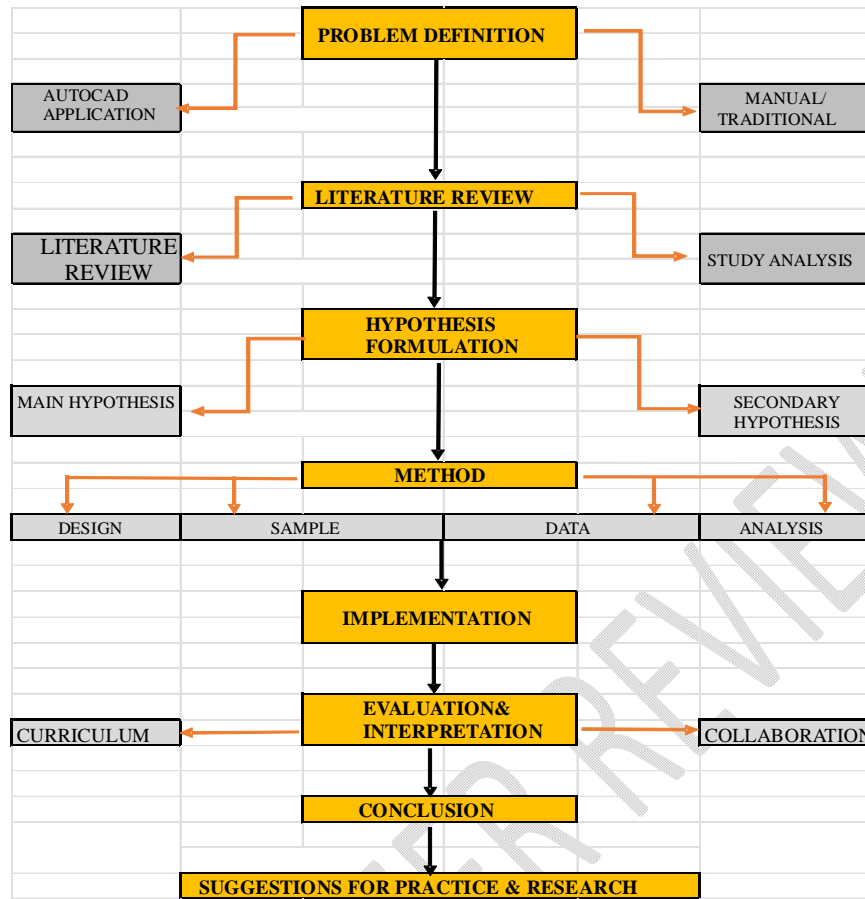 PROBLEM DEFINITION
AUTOCAD
APPLICATION
MANUAL/
TRADITIONAL
LITERATURE REVIEW
LITERATURE
REVIEW
STUDY ANALYSIS
HYPOTHESIS
FORMULATION
MAIN HYPOTHESIS
SECONDARY
HYPOTHESIS
METHOD
DESIGN
SAMPLE
DATA
ANALYSIS
IMPLEMENTATION
EVALUATION&
INTERPRETATION
CURRICULUM
COLLABORATION
CONCLUSION
SUGGESTIONS FOR PRACTICE & RESEARCH
REVIEW